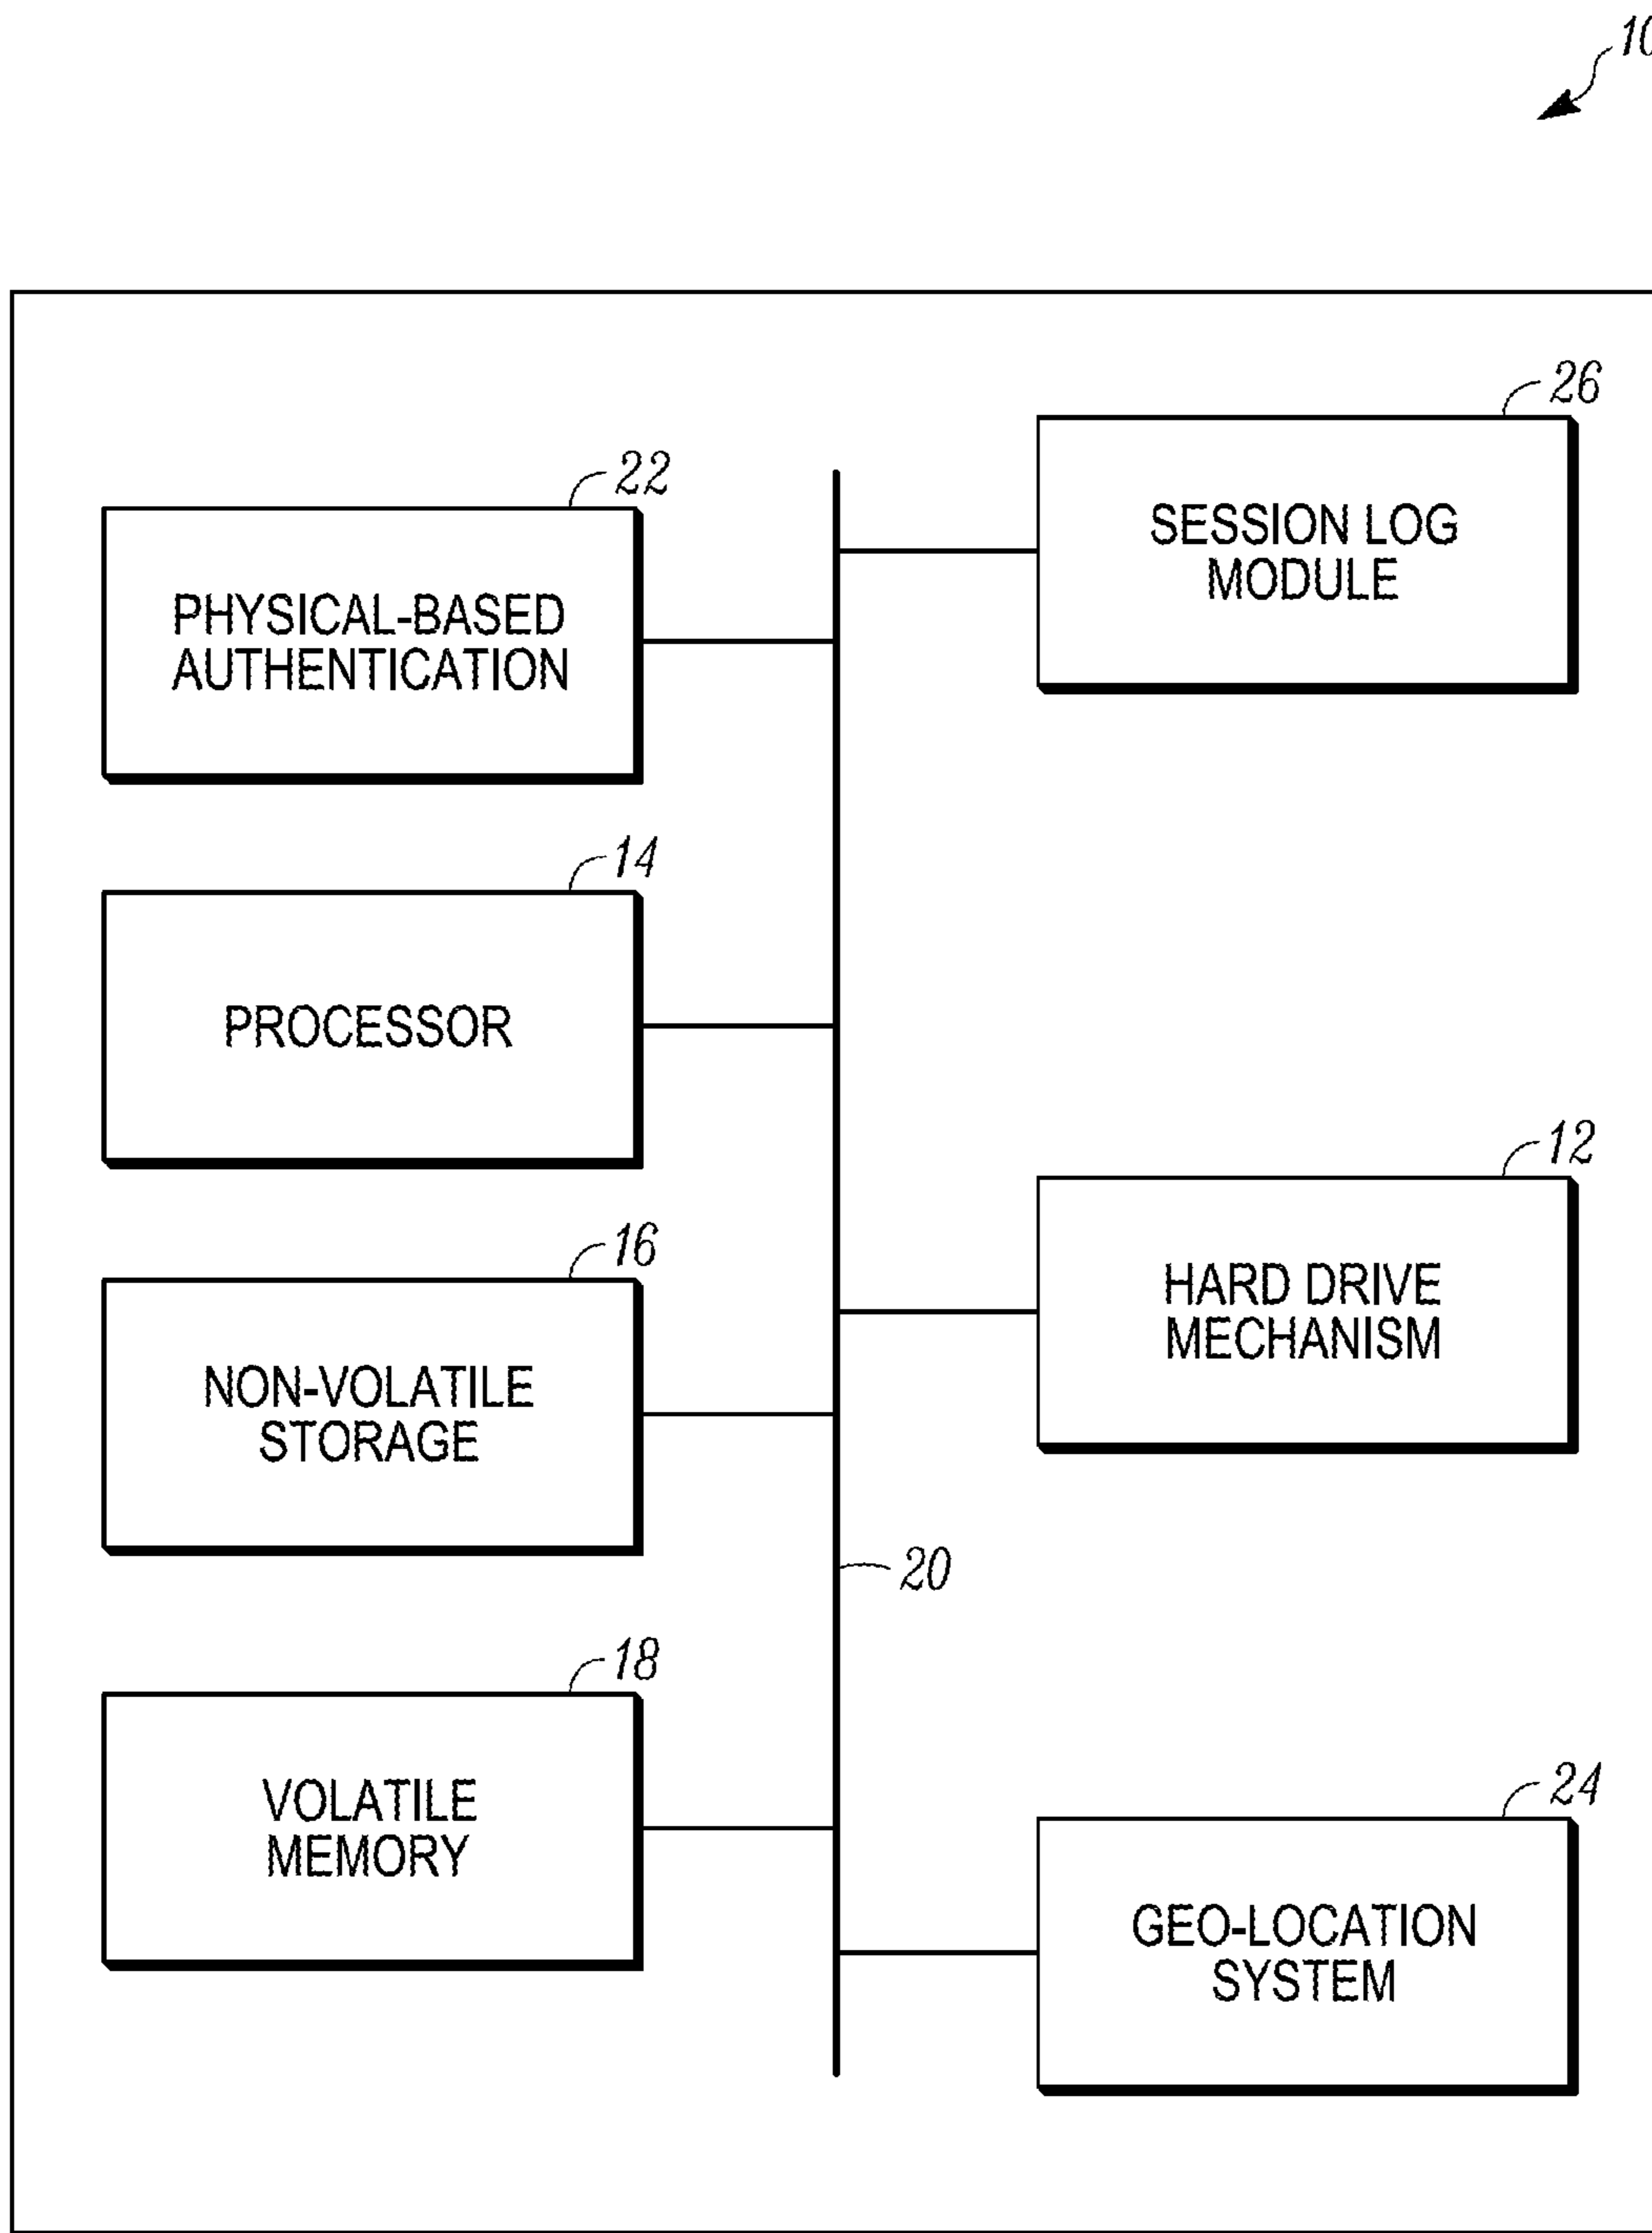 10
26
SESSION LOG
MODULE
22
PHYSICAL-BASED
AUTHENTICATION
14
PROCESSOR
12
HARD DRIVE
MECHANISM
16
NON-VOLATILE
STORAGE
20
18
VOLATILE
MEMORY
24
GEO-LOCATION
SYSTEM